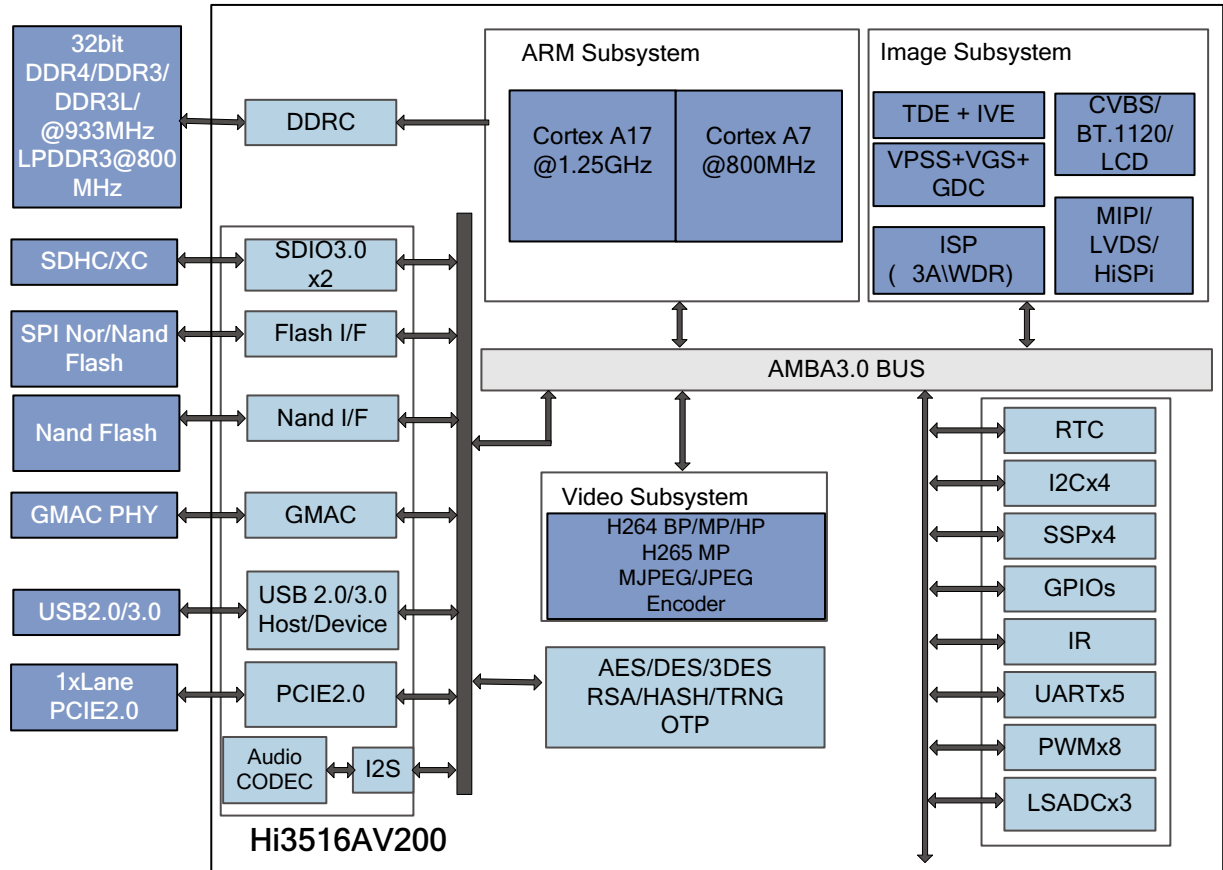 32bit
DDR4/DDR3/
DDR3L/
@933MHz
LPDDR3@800
MHz
DDRC
SDHC/XC
SDIO3.0
x2
SPI Nor/Nand
Flash
Flash I/F
Nand Flash
Nand I/F
GMAC PHY
GMAC
USB2.0/3.0
USB 2.0/3.0
Host/Device
1xLane
PCIE2.0
PCIE2.0
Audio
CODEC
I2S
Hi3516AV200
ARM Subsystem
Cortex A17
@1.25GHz
Cortex A7
@800MHz
Image Subsystem
TDE + IVE
VPSS+VGS+
GDC
ISP
( 3A\WDR)
CVBS/
BT.1120/
LCD
MIPI/
LVDS/
HiSPi
AMBA3.0 BUS
Video Subsystem
H264 BP/MP/HP
H265 MP
MJPEG/JPEG
Encoder
AES/DES/3DES
RSA/HASH/TRNG
OTP
RTC
I2Cx4
SSPx4
GPIOs
IR
UARTx5
PWMx8
LSADCx3